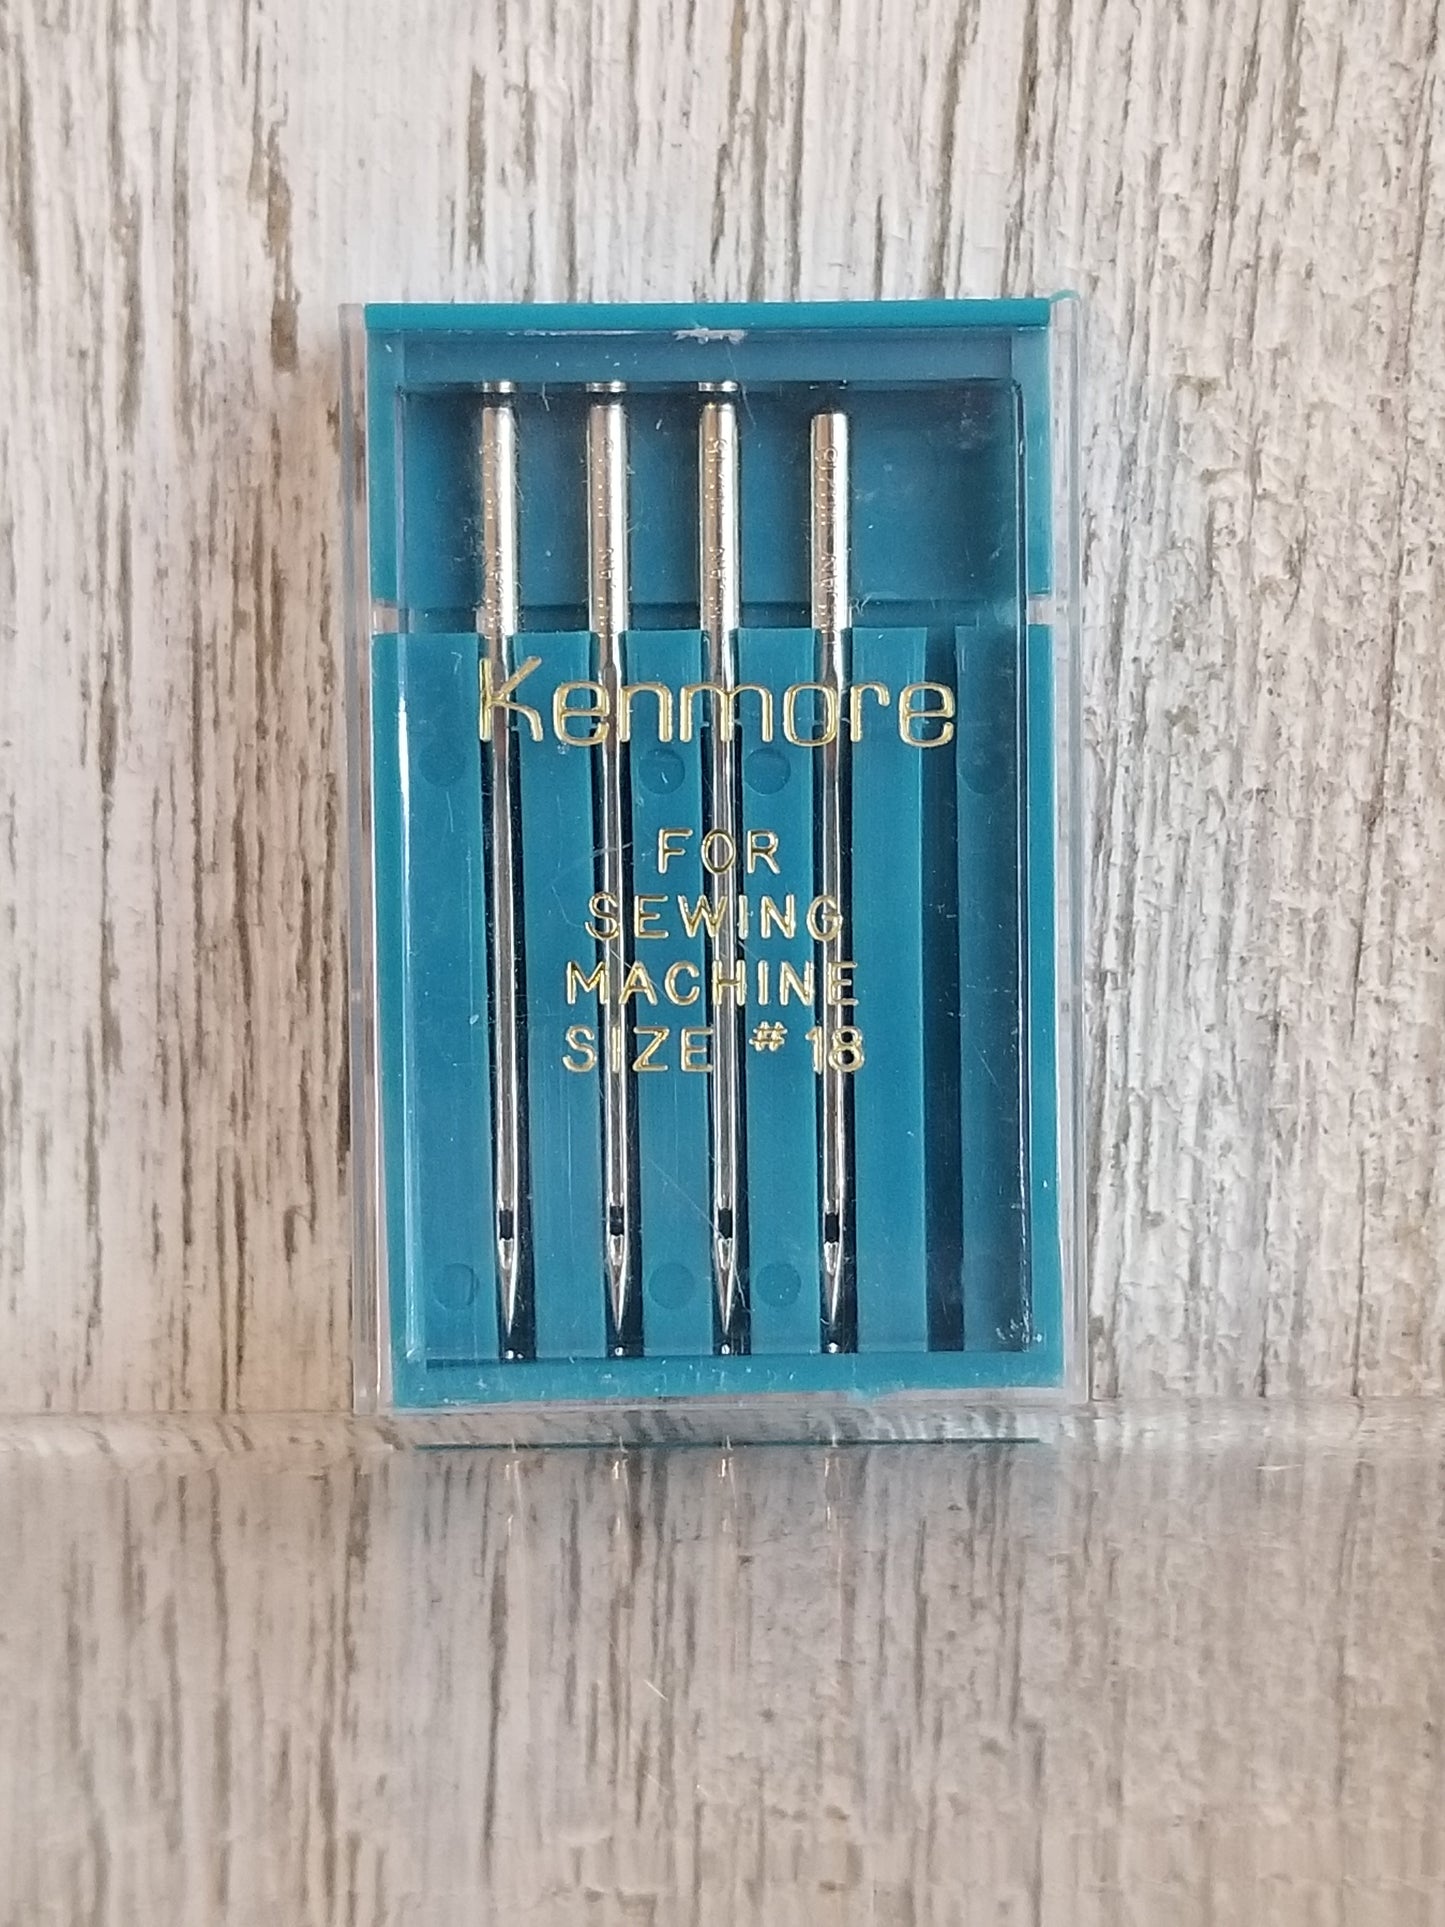 Kenmore
FOR
SEWING
MACHINE
SIZE #18